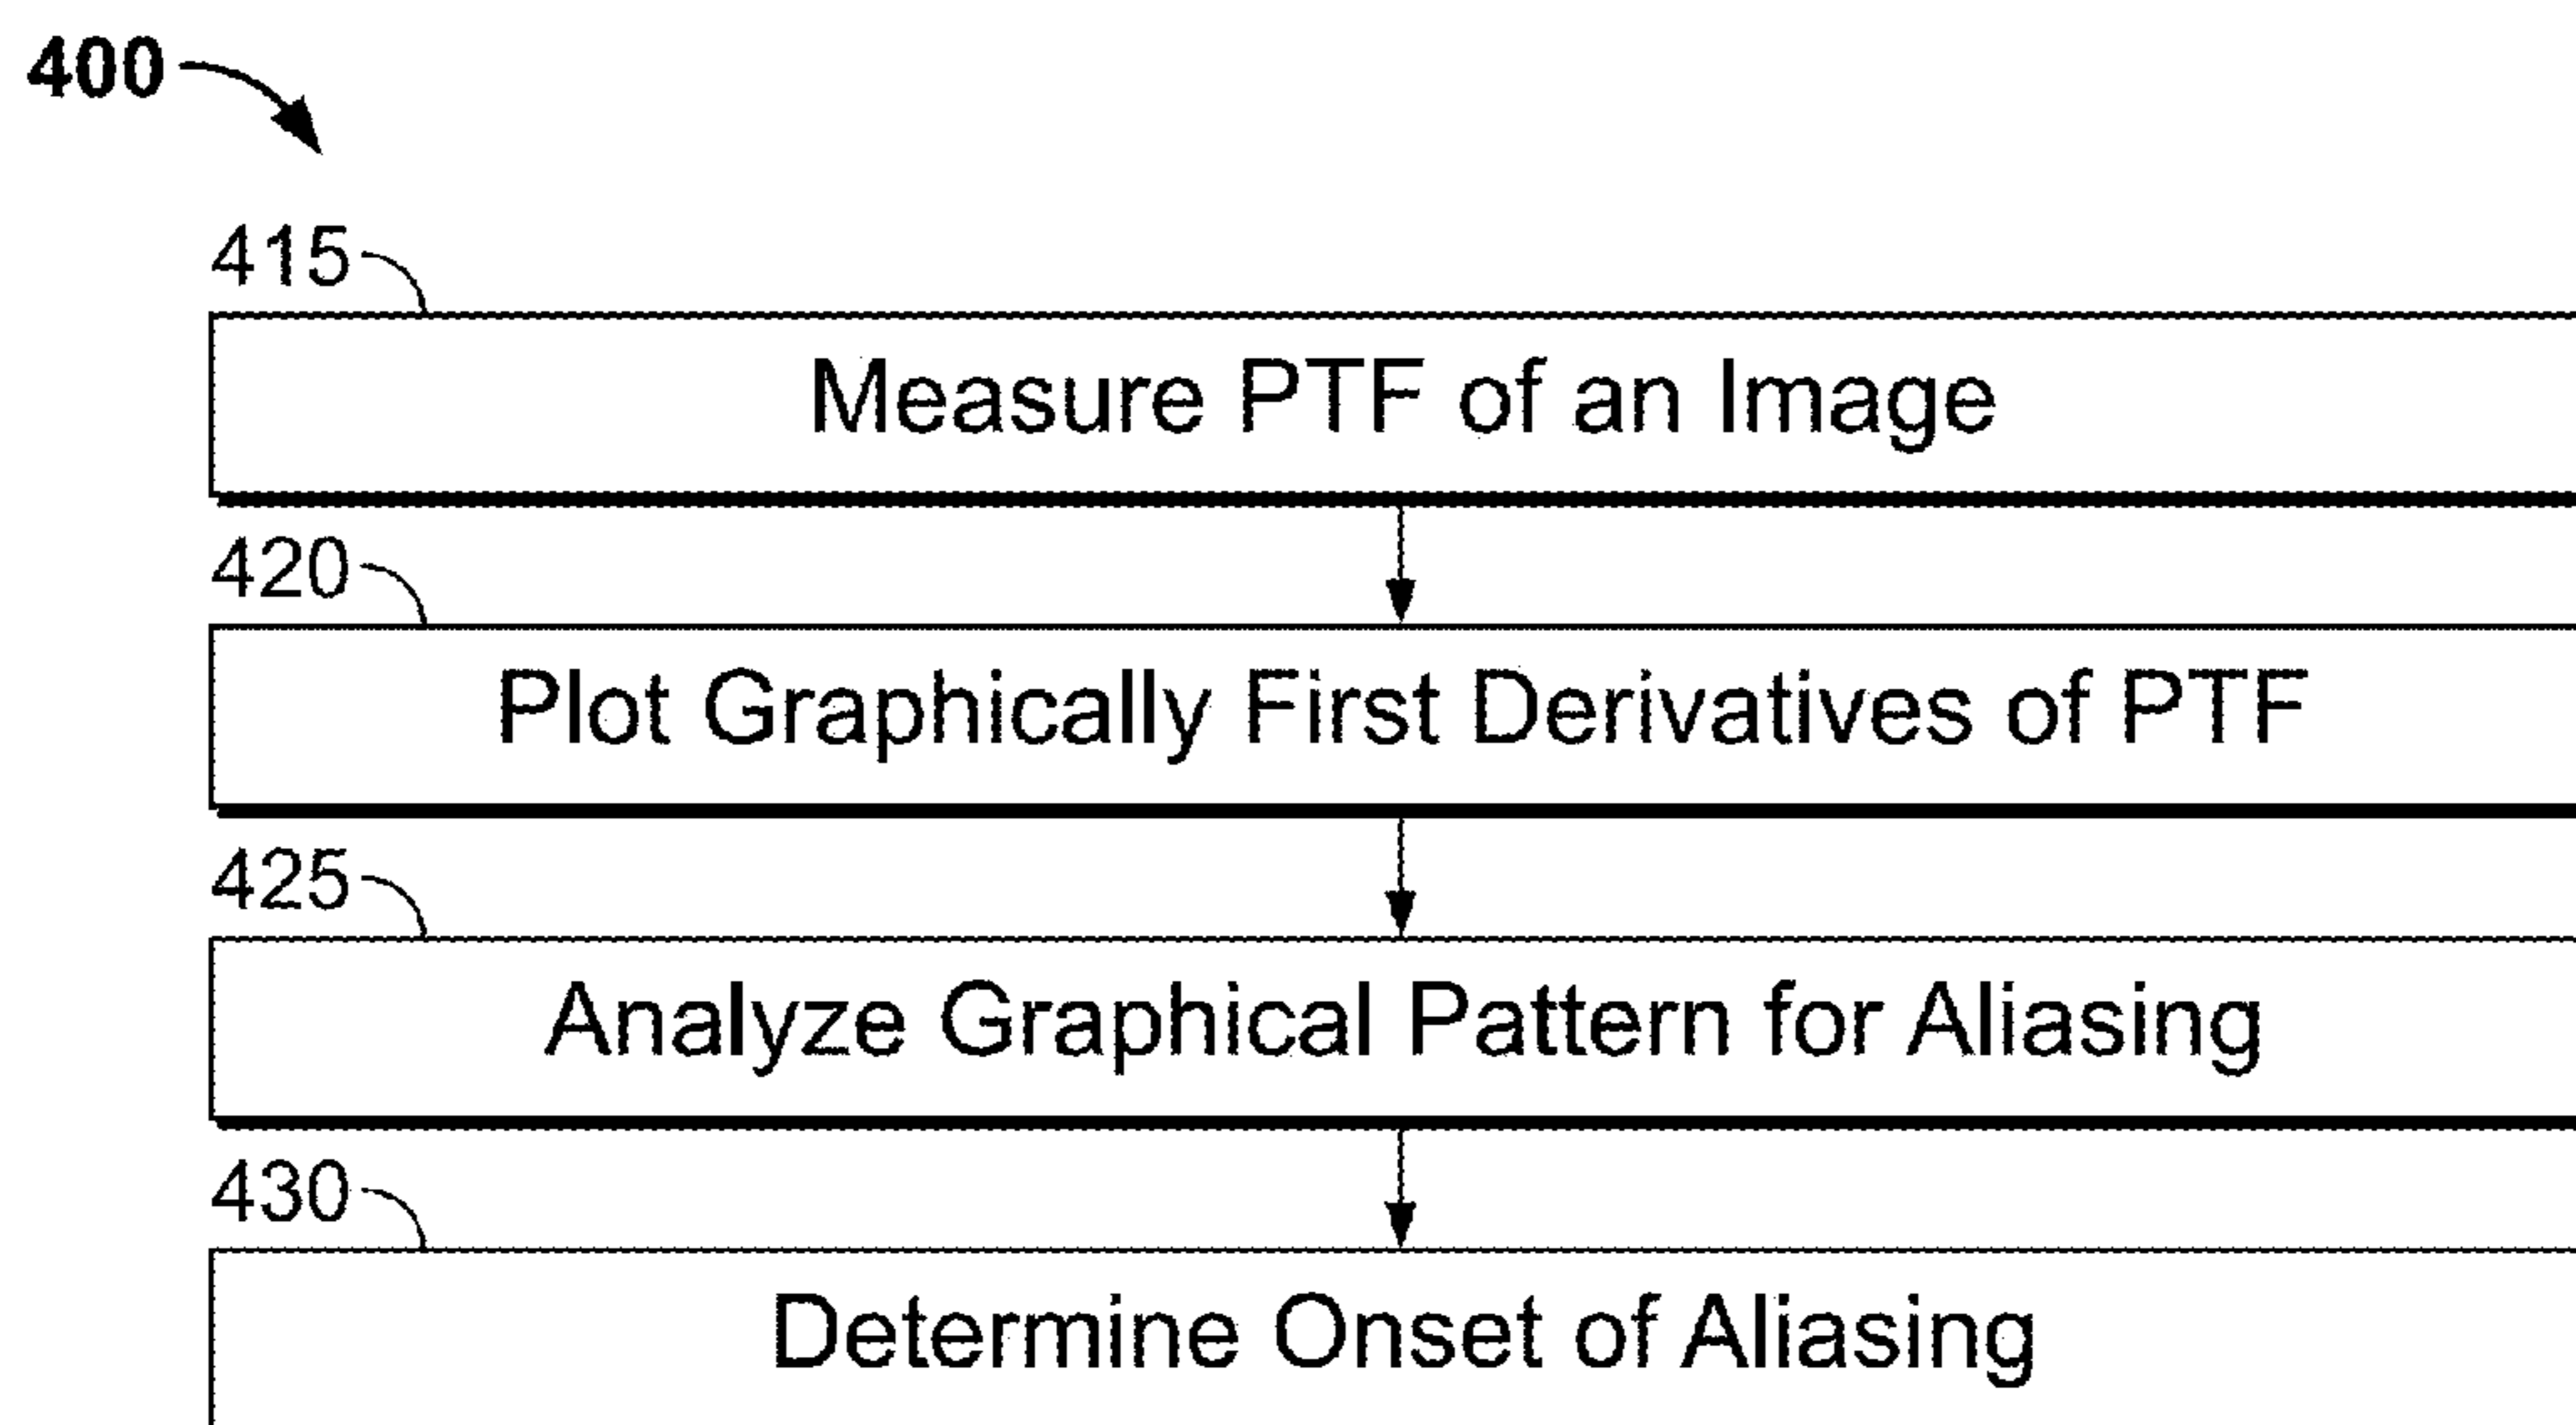 400
415
Measure PTF of an Image
420
Plot Graphically First Derivatives of PTF
425
Analyze Graphical Pattern for Aliasing
430
Determine Onset of Aliasing